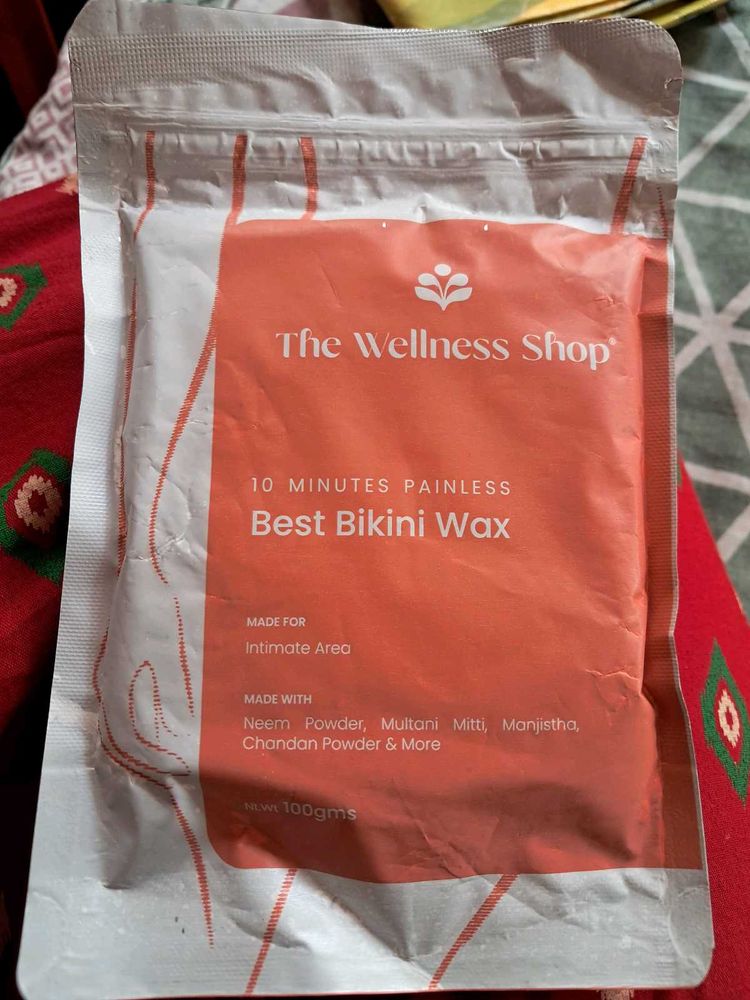 The Wellness Shop®
10 MINUTES PAINLESS
Best Bikini Wax
MADE FOR
Intimate Area
MADE WITH
Neem Powder, Multani Mitti, Manjistha,
Chandan Powder & More
Nt.Wt 100gms